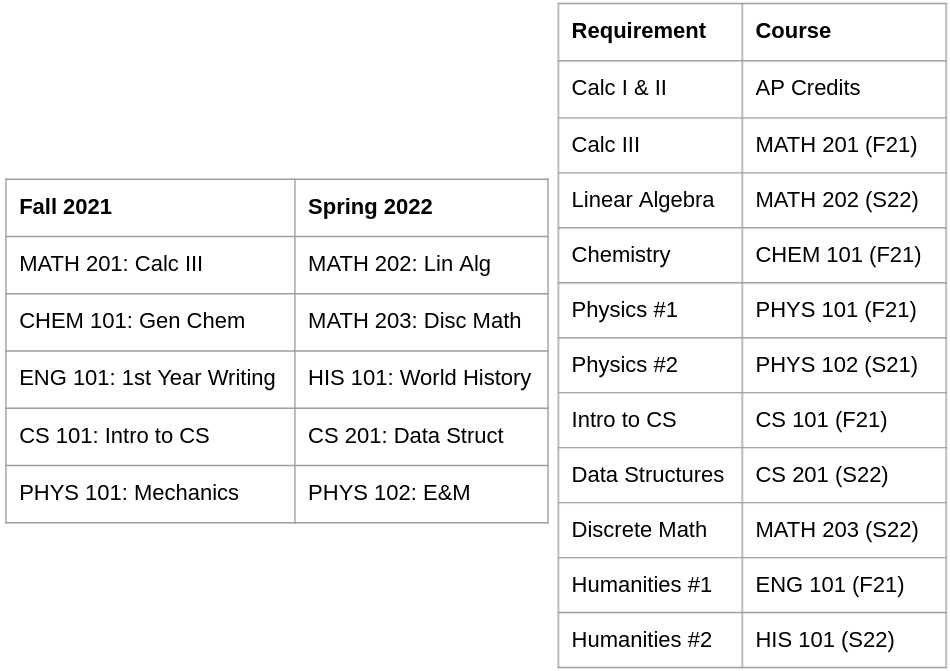 Fall 2021 Spring 2022
MATH 201: Calc III MATH 202: Lin Alg
CHEM 101: Gen Chem MATH 203: Disc Math
ENG 101: 1st Year Writing HIS 101: World History
CS 101: Intro to CS CS 201: Data Struct
PHYS 101: Mechanics PHYS 102: E&M
Requirement Course
Calc I & II AP Credits
Calc III MATH 201 (F21)
Linear Algebra MATH 202 (S22)
Chemistry CHEM 101 (F21)
Physics #1 PHYS 101 (F21)
Physics #2 PHYS 102 (S21)
Intro to CS CS 101 (F21)
Data Structures CS 201 (S22)
Discrete Math MATH 203 (S22)
Humanities #1 ENG 101 (F21)
Humanities #2 HIS 101 (S22)